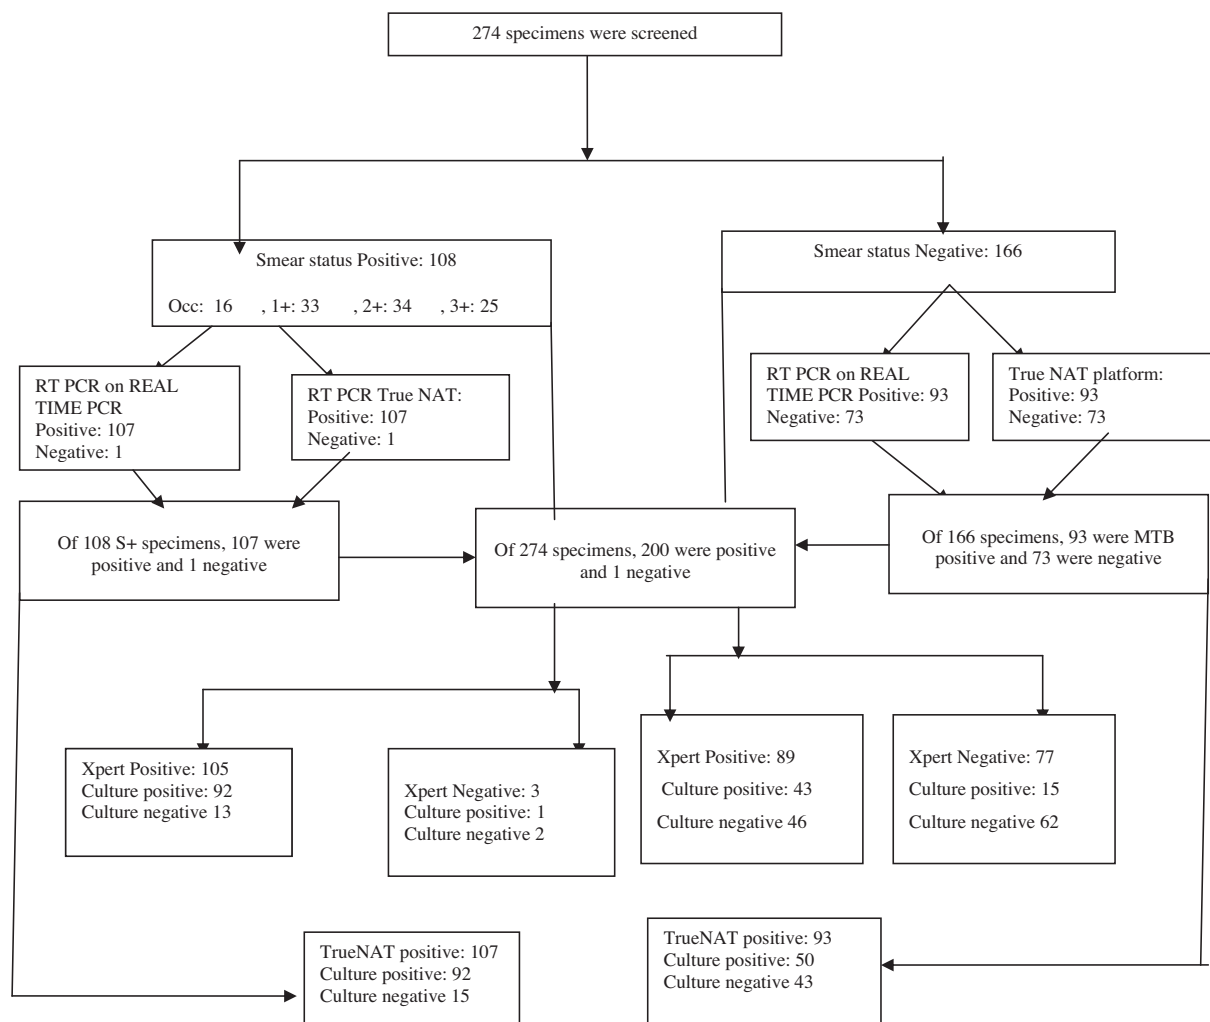 274 specimens were screened
Smear status Positive: 108
Occ: 16 , 1+: 33 , 2+: 34 , 3+: 25
Smear status Negative: 166
RT PCR on REAL
TIME PCR
Positive: 107
Negative: 1
RT PCR True NAT:
Positive: 107
Negative: 1
RT PCR on REAL
TIME PCR Positive: 93
Negative: 73
True NAT platform:
Positive: 93
Negative: 73
Of 108 S+ specimens, 107 were
positive and 1 negative
Of 274 specimens, 200 were positive
and 1 negative
Of 166 specimens, 93 were MTB
positive and 73 were negative
Xpert Positive: 105
Culture positive: 92
Culture negative 13
Xpert Negative: 3
Culture positive: 1
Culture negative 2
Xpert Positive: 89
Culture positive: 43
Culture negative 46
Xpert Negative: 77
Culture positive: 15
Culture negative 62
TrueNAT positive: 107
Culture positive: 92
Culture negative 15
TrueNAT positive: 93
Culture positive: 50
Culture negative 43